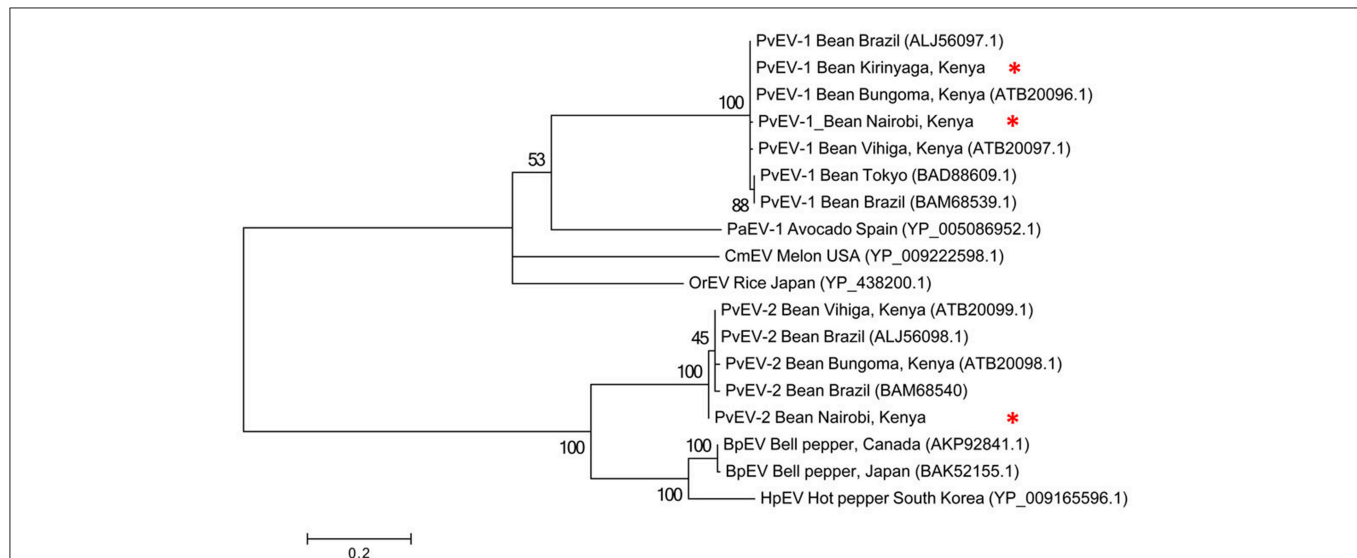 PvEV-1 Bean Brazil (ALJ56097.1)
PvEV-1 Bean Kirinyaga, Kenya *
PvEV-1 Bean Bungoma, Kenya (ATB20096.1)
100
PvEV-1_Bean Nairobi, Kenya *
PvEV-1 Bean Vihiga, Kenya (ATB20097.1)
53
PvEV-1 Bean Tokyo (BAD88609.1)
88
PvEV-1 Bean Brazil (BAM68539.1)
PaEV-1 Avocado Spain (YP_005086952.1)
CmEV Melon USA (YP_009222598.1)
OrEV Rice Japan (YP_438200.1)
PvEV-2 Bean Vihiga, Kenya (ATB20099.1)
45
PvEV-2 Bean Brazil (ALJ56098.1)
PvEV-2 Bean Bungoma, Kenya (ATB20098.1)
100
PvEV-2 Bean Brazil (BAM68540)
PvEV-2 Bean Nairobi, Kenya *
100
100
BpEV Bell pepper, Canada (AKP92841.1)
BpEV Bell pepper, Japan (BAK52155.1)
100
HpEV Hot pepper South Korea (YP_009165596.1)
0.2